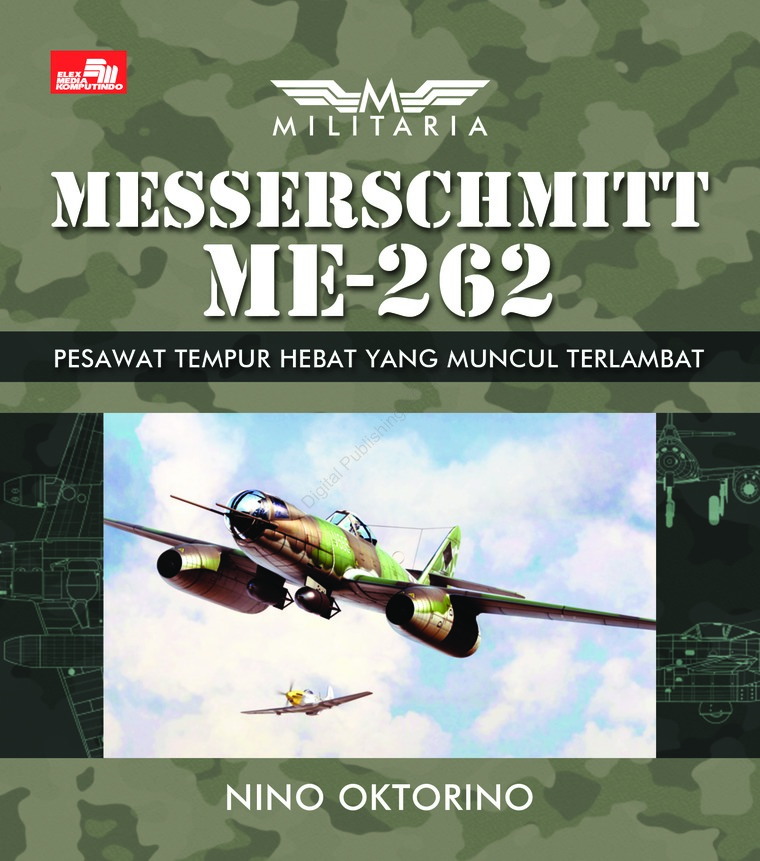 ELEX
MEDIA
KOMPUTINDO
M
MILITARIA
MESSERSCHMITT
ME-262
PESAWAT TEMPUR HEBAT YANG MUNCUL TERLAMBAT
Digital Publishing
NINO OKTORINO